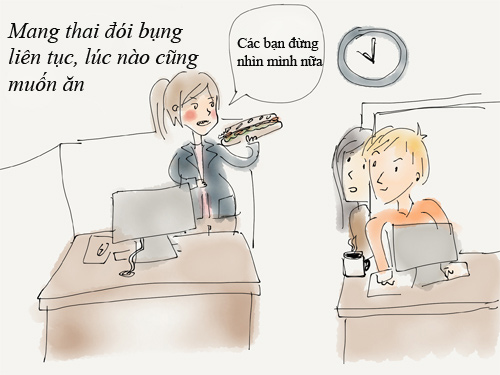 Mang thai đói bụng
liên tục, lúc nào cũng
muốn ăn
Các bạn đừng
nhìn mình nữa